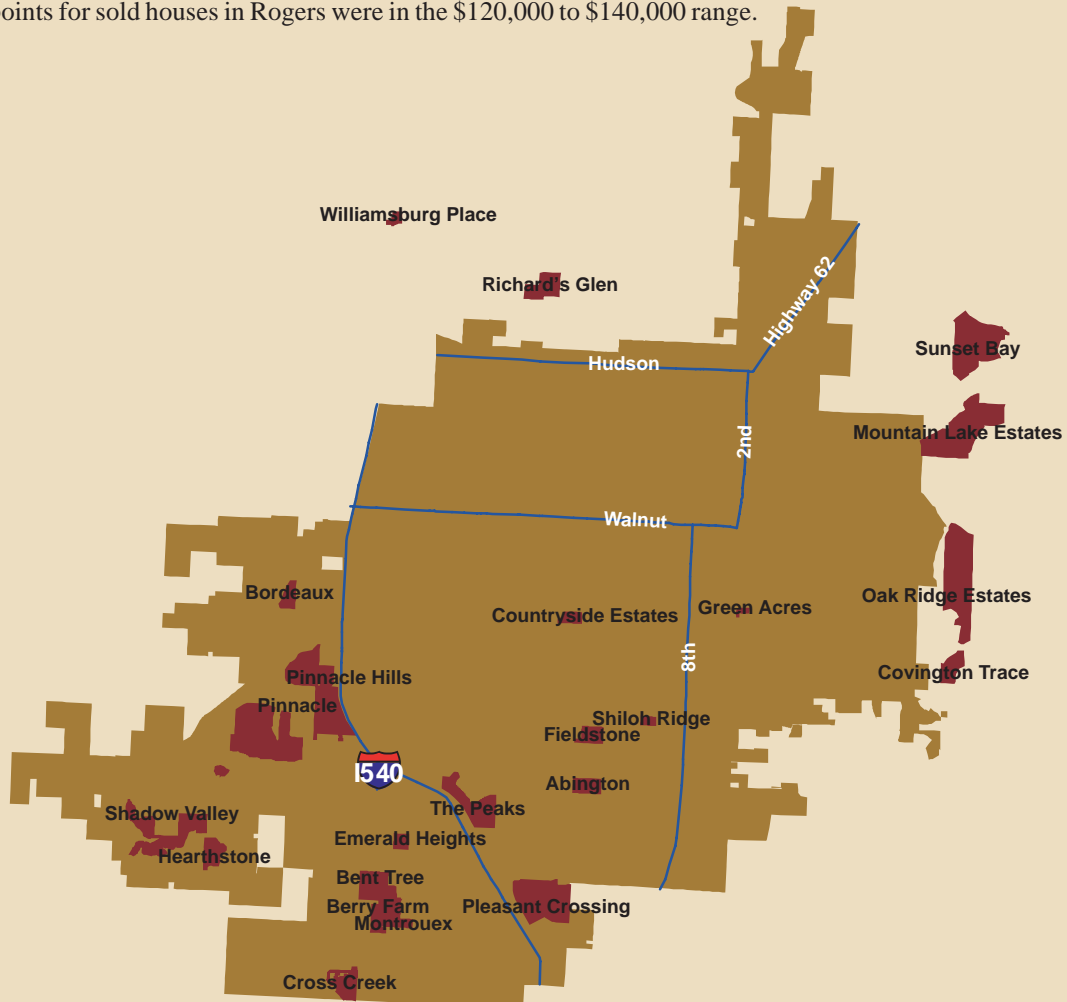 points for sold houses in Rogers were in the $120,000 to $140,000 range.
Williamsburg Place
Highway 62
Richard's Glen
Sunset Bay
Hudson
Mountain Lake Estates
2nd
Walnut
Bordeaux
Oak Ridge Estates
Green Acres
Countryside Estates
8th
Covington Trace
Pinnacle Hills
Pinnacle
Shiloh Ridge
Fieldstone
I540
Abington
The Peaks
Shadow Valley
Emerald Heights
Hearthstone
Bent Tree
Berry Farm
Pleasant Crossing
Montrouex
Cross Creek